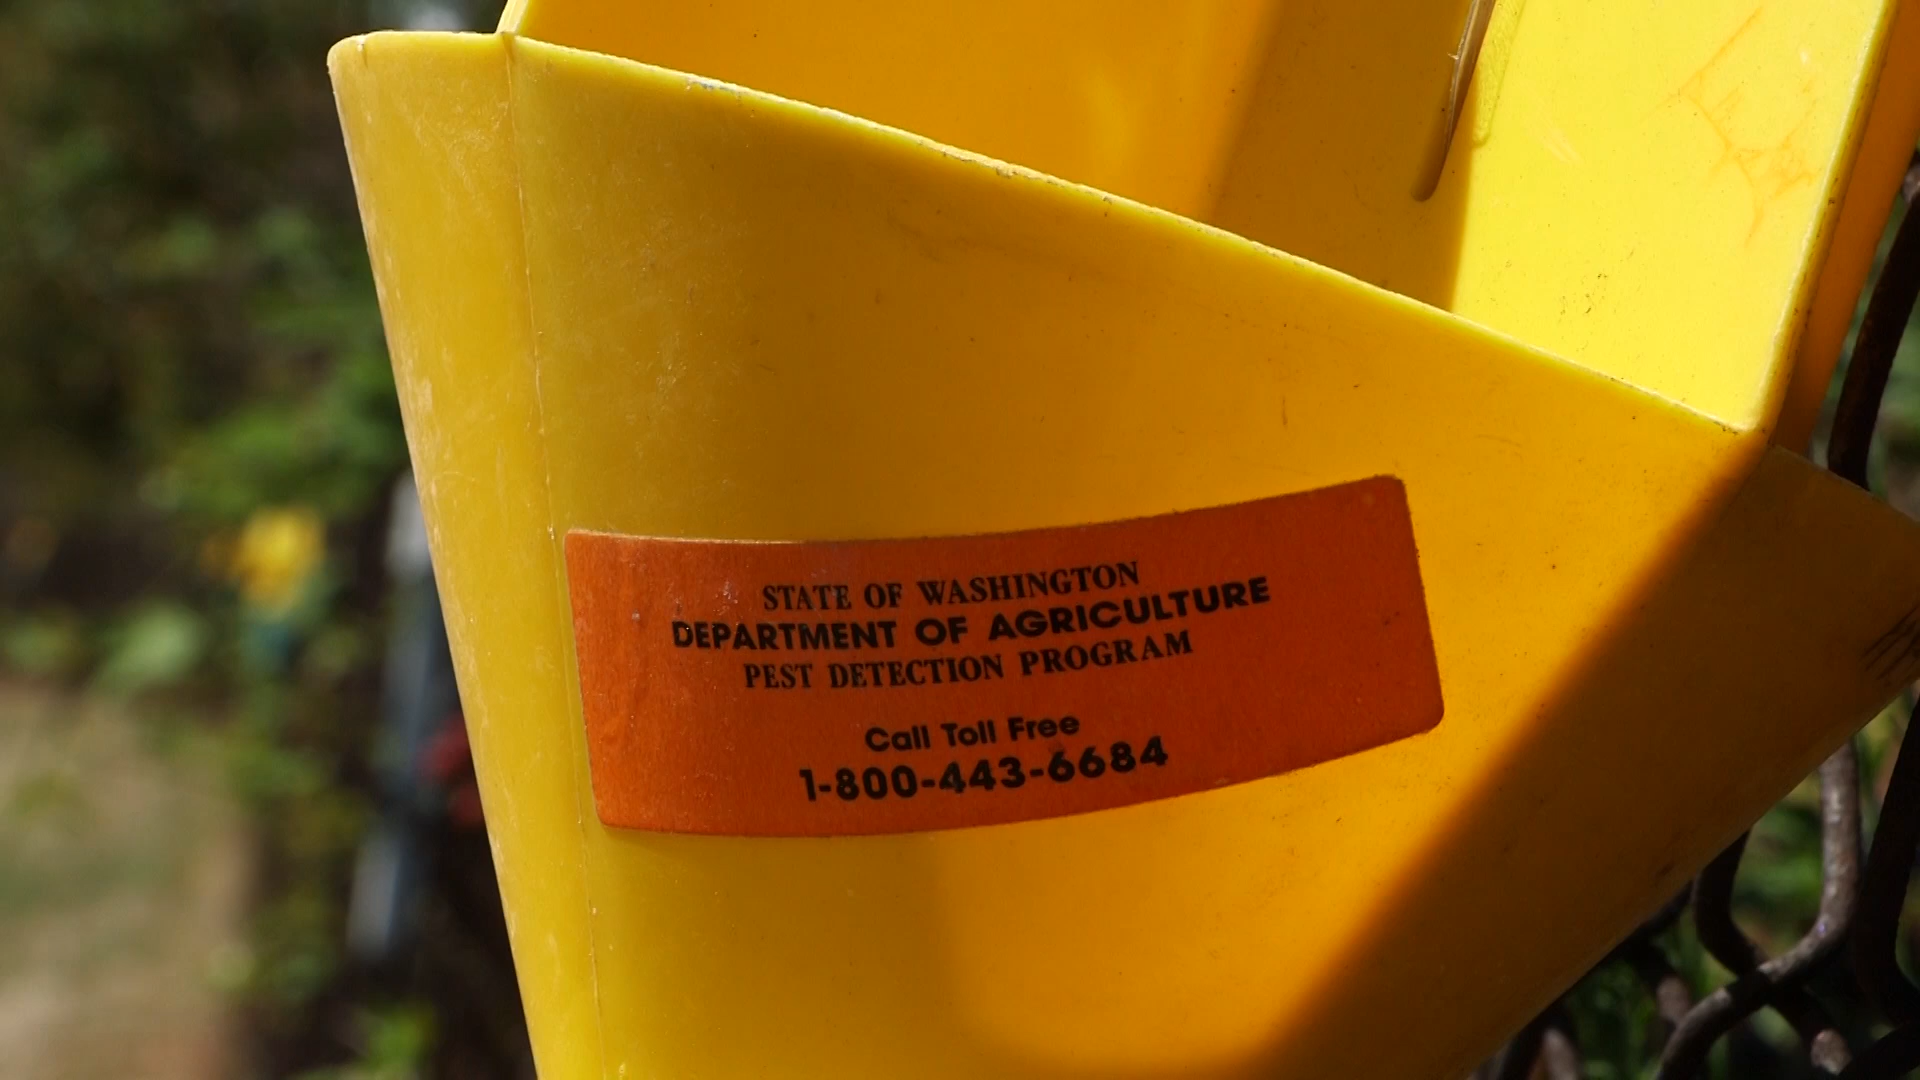 STATE OF WASHINGTON
DEPARTMENT OF AGRICULTURE
PEST DETECTION PROGRAM
Call Toll Free
1-800-443-6684